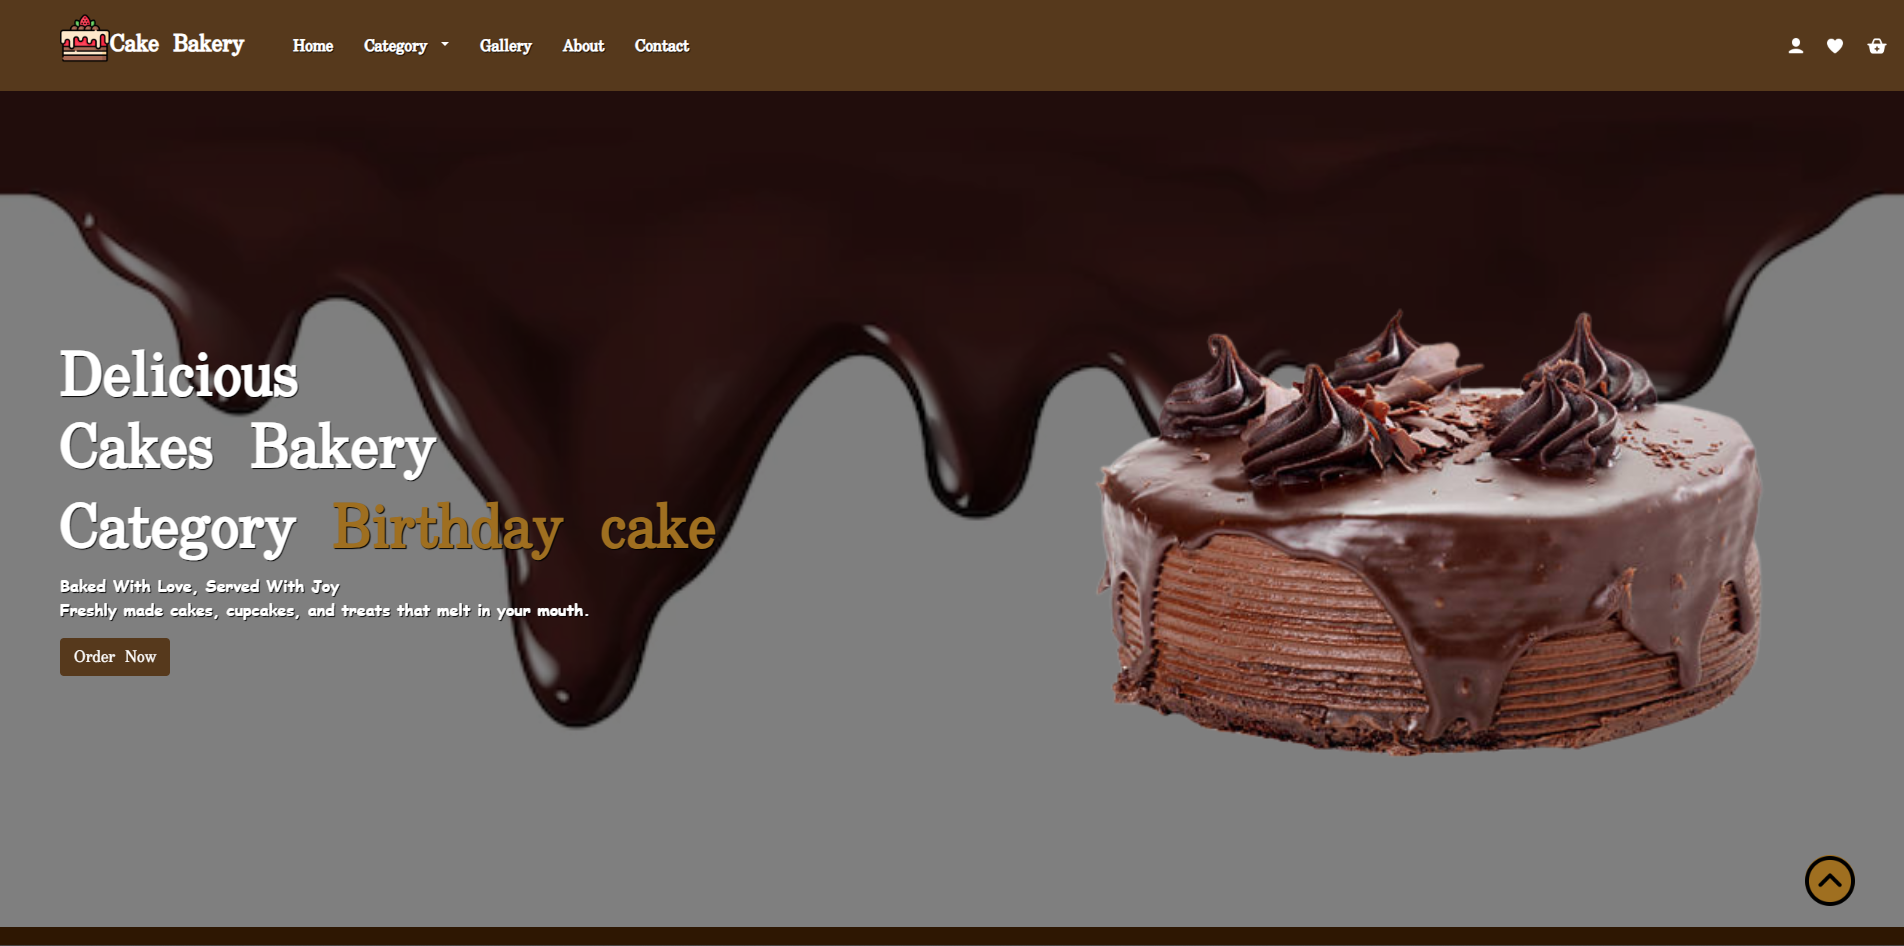 Cake Bakery
Home Category Gallery About Contact
Delicious
Cakes Bakery
Category Birthday cake
Baked With Love, Served With Joy
Freshly made cakes, cupcakes, and treats that melt in your mouth.
Order Now